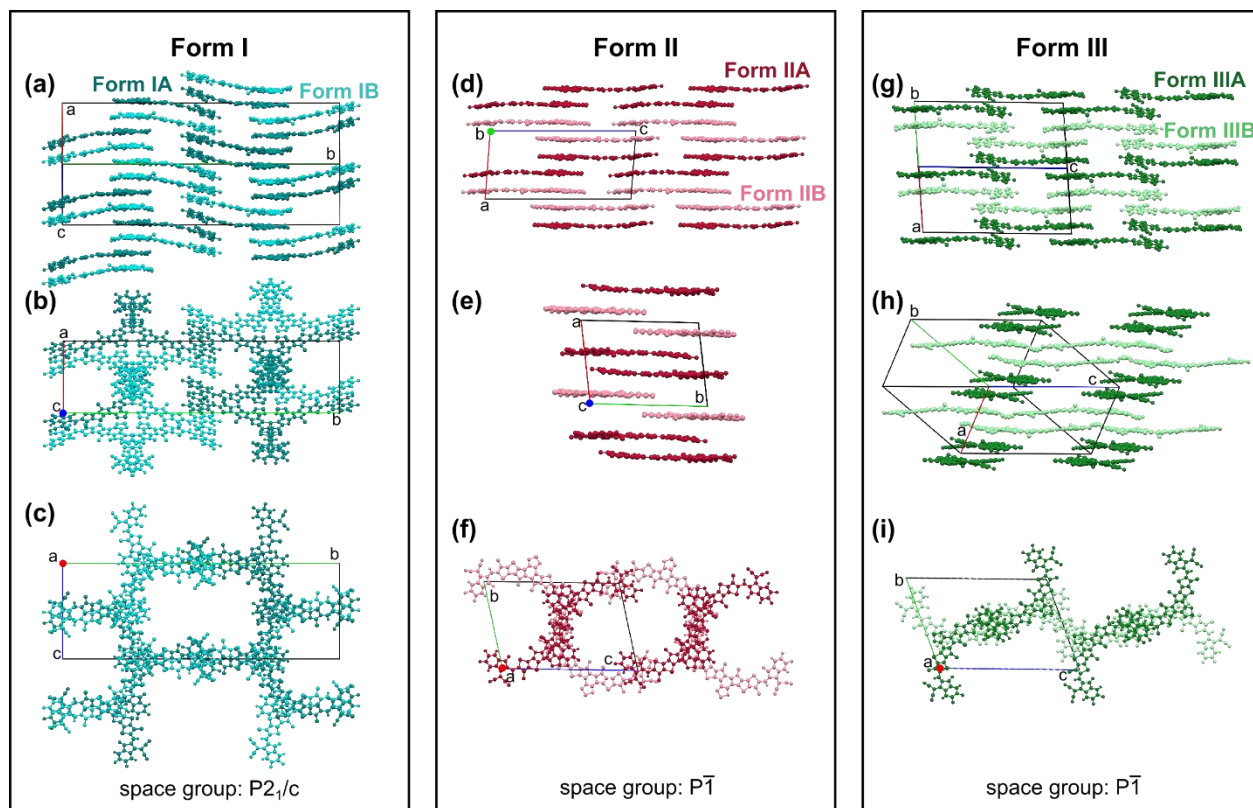 Form I
(a)
Form IA
Form IB
a
b
c
(b)
a
c
b
(c)
a
b
c
space group: P2₁/c
Form II
(d)
Form IIA
b
c
a
Form IIB
(e)
a
c
b
(f)
b
a
c
space group: P1̅
Form III
(g)
Form IIIA
b
Form IIIB
c
a
(h)
b
c
a
(i)
b
a
c
space group: P1̅